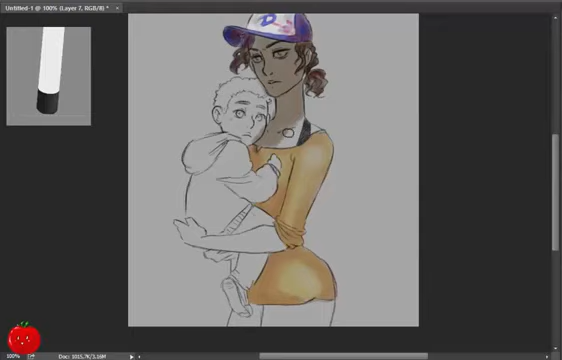 Untitled-1 @ 100% (Layer 7, RGB/8) * ×
D
100%
Doc: 1015,7K/3,16M